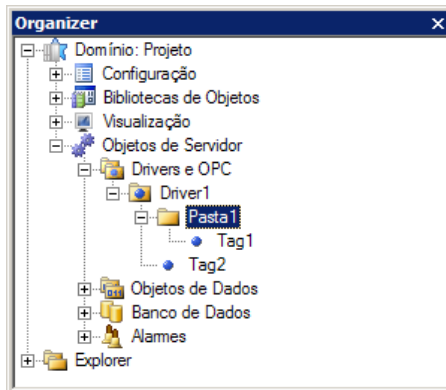 Organizer
Domínio: Projeto
Configuração
Bibliotecas de Objetos
Visualização
Objetos de Servidor
Drivers e OPC
Driver1
Pasta1
Tag1
Tag2
Objetos de Dados
Banco de Dados
Alarmes
Explorer